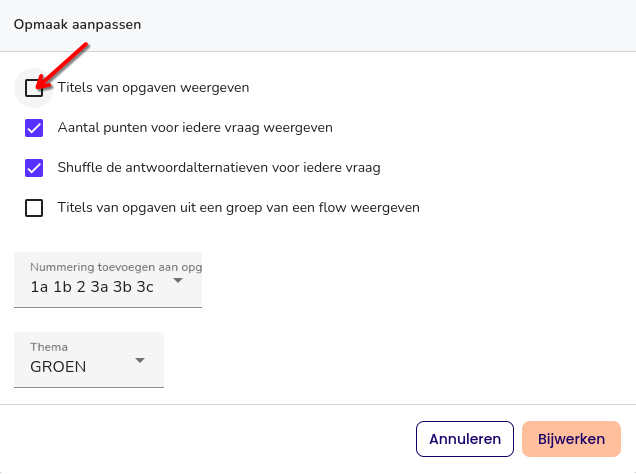 Opmaak aanpassen
Titels van opgaven weergeven
Aantal punten voor iedere vraag weergeven
Shuffle de antwoordalternatieven voor iedere vraag
Titels van opgaven uit een groep van een flow weergeven
Nummering toevoegen aan opg
1a 1b 2 3a 3b 3c
Thema
GROEN
Annuleren
Bijwerken